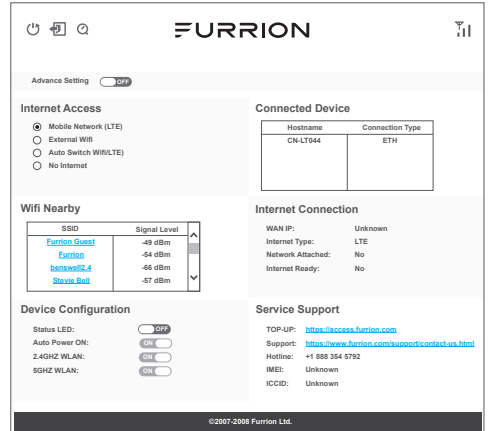 FURRION
Advance Setting OFF
Internet Access
Mobile Network (LTE)
External Wifi
Auto Switch Wifi/LTE)
No Internet
Connected Device
Hostname Connection Type
CN-LT044 ETH
Wifi Nearby
SSID Signal Level
Furrion Guest -49 dBm
Furrion -54 dBm
benswell2.4 -66 dBm
Stevie Bell -57 dBm
Internet Connection
WAN IP: Unknown
Internet Type: LTE
Network Attached: No
Internet Ready: No
Device Configuration
Status LED: OFF
Auto Power ON: ON
2.4GHZ WLAN: ON
5GHZ WLAN: ON
Service Support
TOP-UP: https://access.furrion.com
Support: https://www.furrion.com/support/contact-us.html
Hotline: +1 888 354 5792
IMEI: Unknown
ICCID: Unknown
©2007-2008 Furrion Ltd.